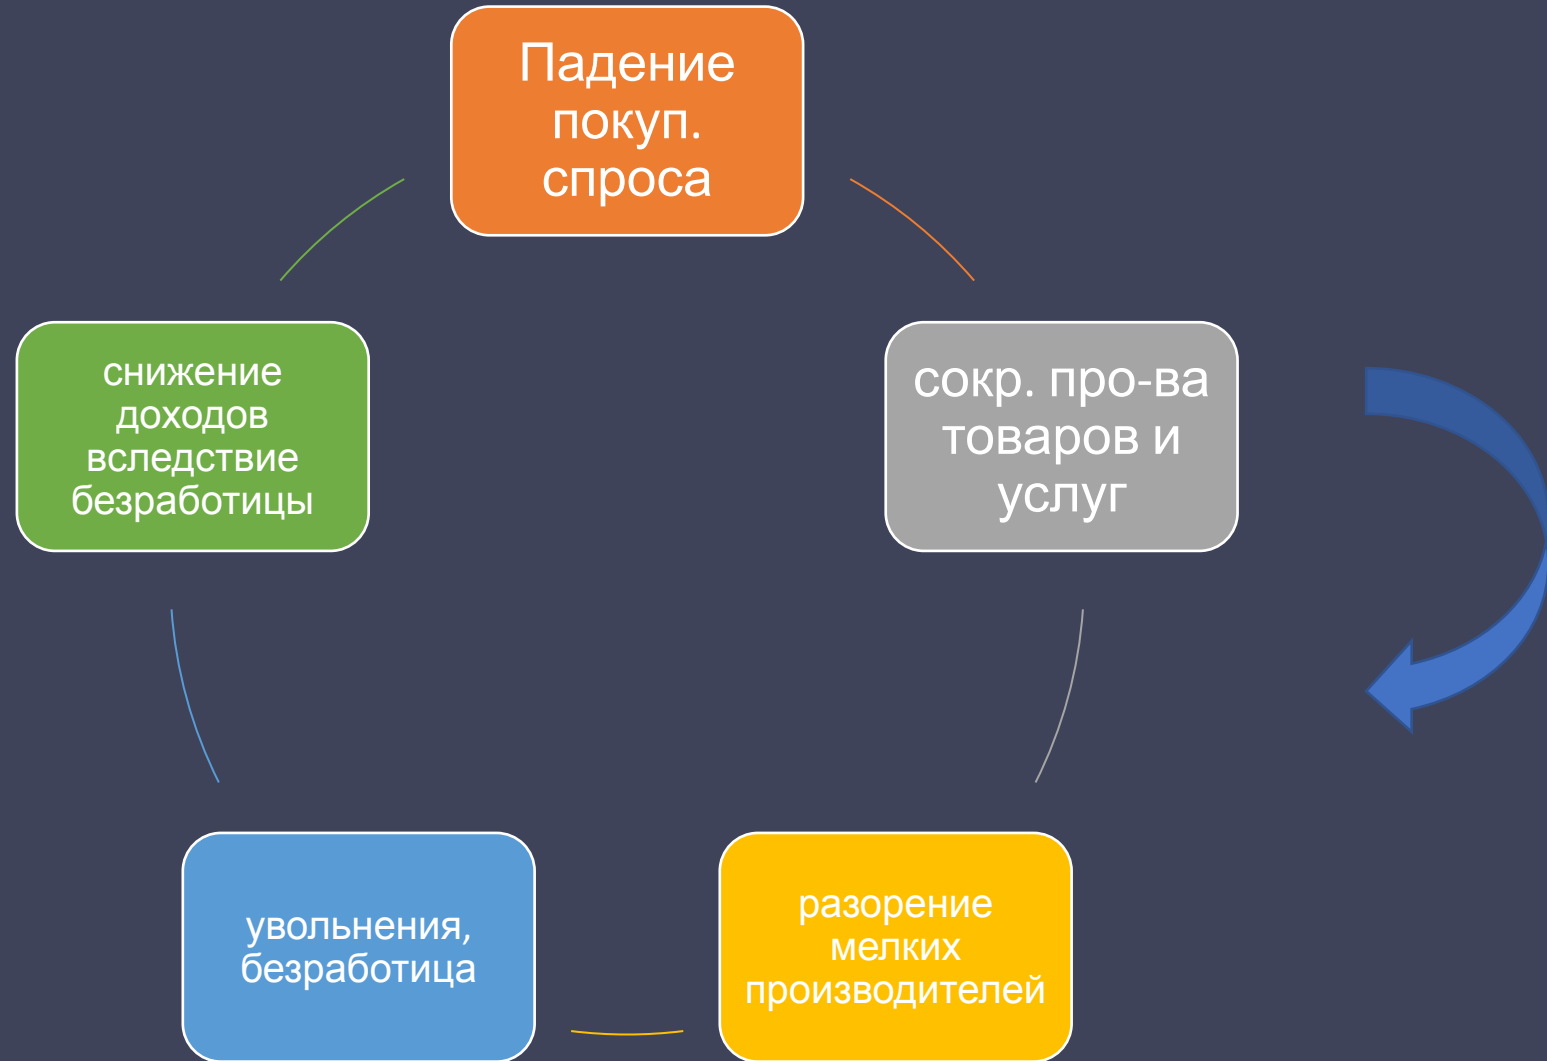 Падение
покуп.
спроса
сокр. про-ва
товаров и
услуг
разорение
мелких
производителей
увольнения,
безработица
снижение
доходов
вследствие
безработицы